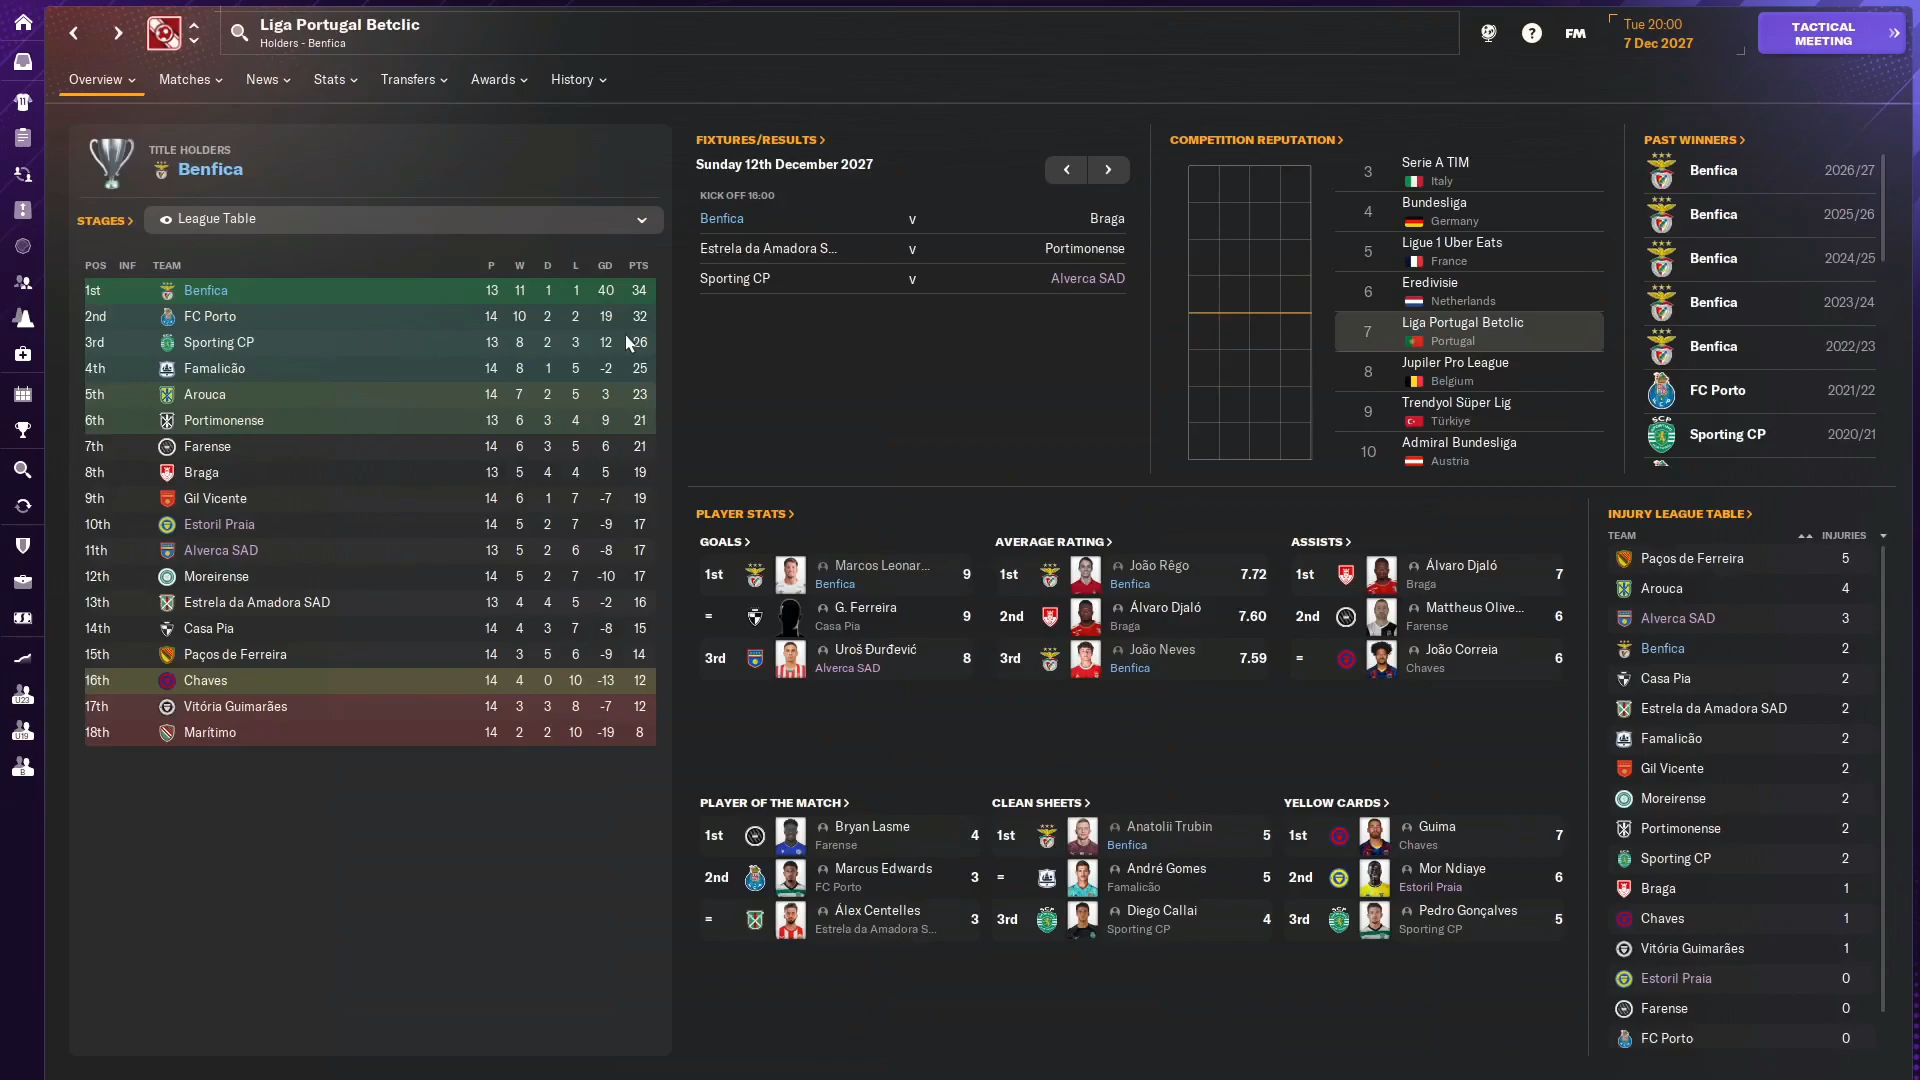 Liga Portugal Betclic
Holders - Benfica
FM
Tue 20:00
7 Dec 2027
TACTICAL MEETING
Overview Matches News Stats Transfers Awards History
TITLE HOLDERS
Benfica
STAGES
League Table
POS INF TEAM P W D L GD PTS
1st Benfica 13 11 1 1 40 34
2nd FC Porto 14 10 2 2 19 32
3rd Sporting CP 13 8 2 3 12 26
4th Famalicão 14 8 1 5 -2 25
5th Arouca 14 7 2 5 3 23
6th Portimonense 13 6 3 4 9 21
7th Farense 14 6 3 5 6 21
8th Braga 13 5 4 4 5 19
9th Gil Vicente 14 6 1 7 -7 19
10th Estoril Praia 14 5 2 7 -9 17
11th Alverca SAD 13 5 2 6 -8 17
12th Moreirense 14 5 2 7 -10 17
13th Estrela da Amadora SAD 13 4 4 5 -2 16
14th Casa Pia 14 4 3 7 -8 15
15th Paços de Ferreira 14 3 5 6 -9 14
16th Chaves 14 4 0 10 -13 12
17th Vitória Guimarães 14 3 3 8 -7 12
18th Marítimo 14 2 2 10 -19 8
FIXTURES/RESULTS
Sunday 12th December 2027
KICK OFF 16:00
Benfica v Braga
Estrela da Amadora S... v Portimonense
Sporting CP v Alverca SAD
COMPETITION REPUTATION
3 Serie A TIM
Italy
4 Bundesliga
Germany
5 Ligue 1 Uber Eats
France
6 Eredivisie
Netherlands
7 Liga Portugal Betclic
Portugal
8 Jupiler Pro League
Belgium
9 Trendyol Süper Lig
Türkiye
10 Admiral Bundesliga
Austria
PAST WINNERS
Benfica 2026/27
Benfica 2025/26
Benfica 2024/25
Benfica 2023/24
Benfica 2022/23
FC Porto 2021/22
Sporting CP 2020/21
PLAYER STATS
GOALS
1st Marcos Leonar... 9
Benfica
= G. Ferreira 9
Casa Pia
3rd Uroš Đurđević 8
Alverca SAD
AVERAGE RATING
1st João Rêgo 7.72
Benfica
2nd Álvaro Djaló 7.60
Braga
3rd João Neves 7.59
Benfica
ASSISTS
1st Álvaro Djaló 7
Braga
2nd Mattheus Olive... 6
Farense
= João Correia 6
Chaves
PLAYER OF THE MATCH
1st Bryan Lasme 4
Farense
2nd Marcus Edwards 3
FC Porto
= Álex Centelles 3
Estrela da Amadora S...
CLEAN SHEETS
1st Anatolii Trubin 5
Benfica
= André Gomes 5
Famalicão
3rd Diego Callai 4
Sporting CP
YELLOW CARDS
1st Guima 7
Chaves
2nd Mor Ndiaye 6
Estoril Praia
3rd Pedro Gonçalves 5
Sporting CP
INJURY LEAGUE TABLE
TEAM INJURIES
Paços de Ferreira 5
Arouca 4
Alverca SAD 3
Benfica 2
Casa Pia 2
Estrela da Amadora SAD 2
Famalicão 2
Gil Vicente 2
Moreirense 2
Portimonense 2
Sporting CP 2
Braga 1
Chaves 1
Vitória Guimarães 1
Estoril Praia 0
Farense 0
FC Porto 0
U23
U19
B